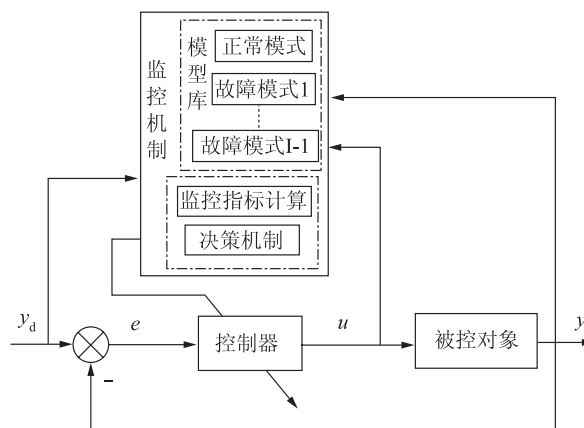 监控机制
模型库
正常模式
故障模式1
故障模式I-1
监控指标计算
决策机制
y_d
e
控制器
u
被控对象
y
-